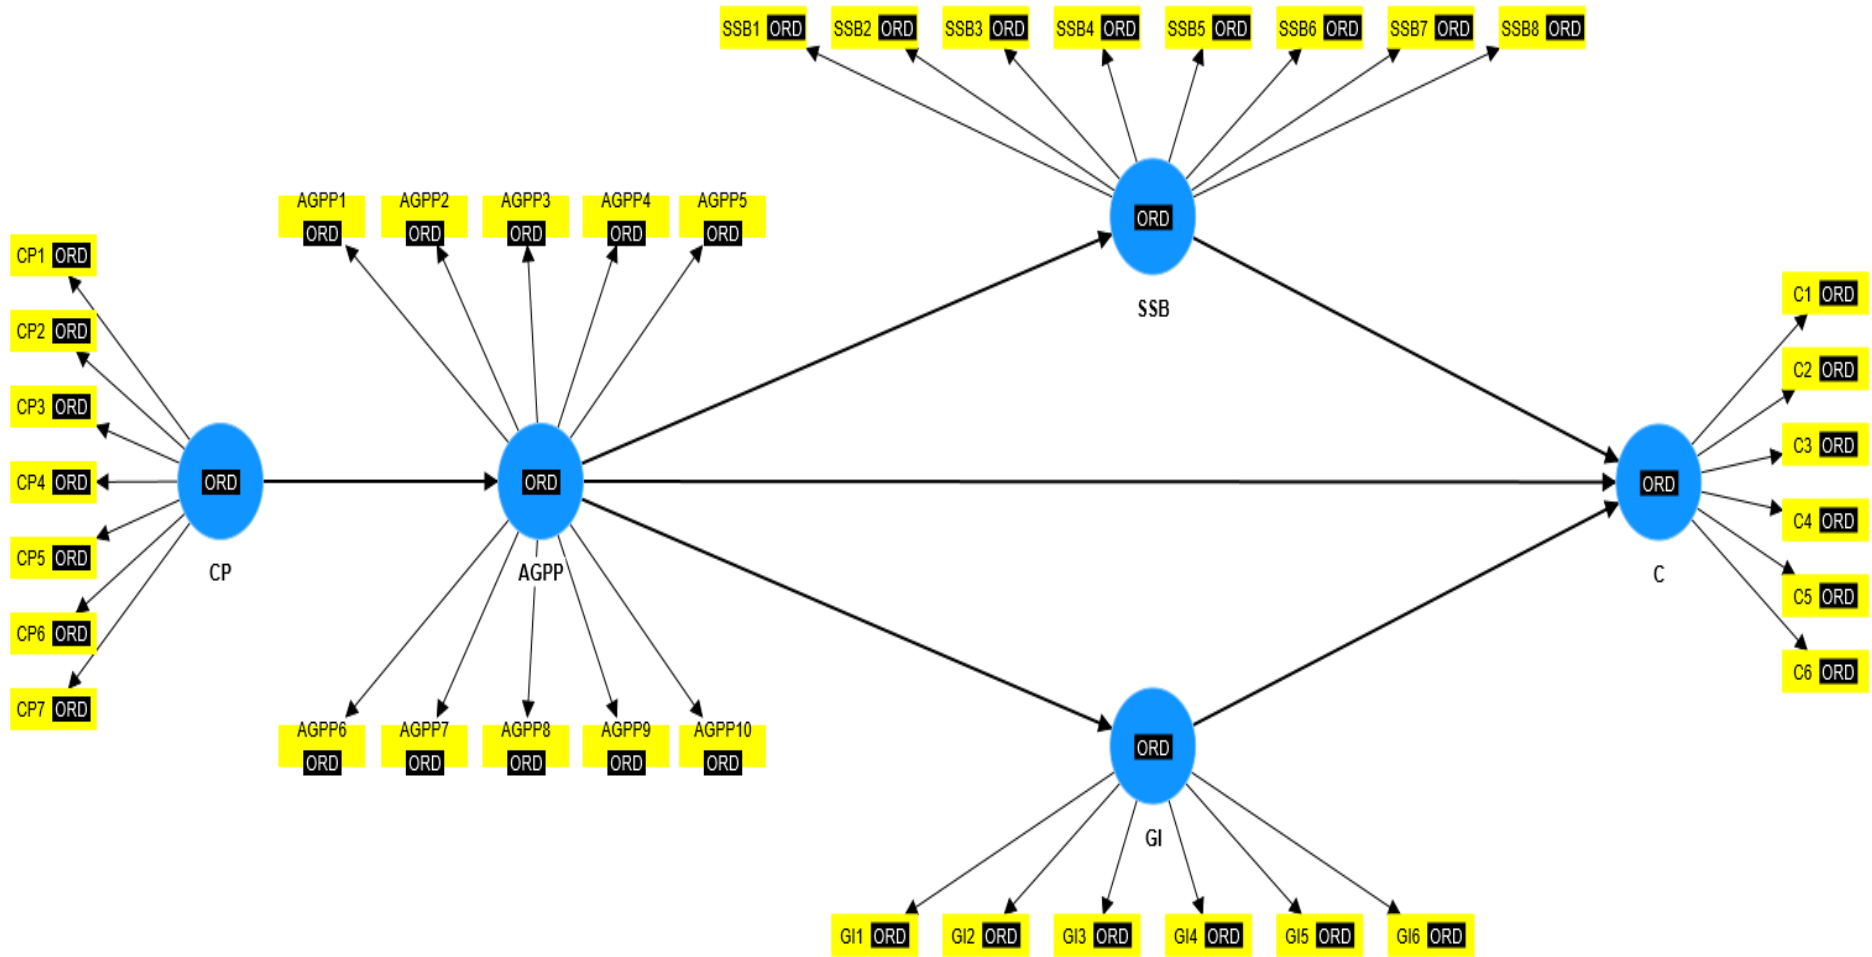 SSB1 ORD SSB2 ORD SSB3 ORD SSB4 ORD SSB5 ORD SSB6 ORD SSB7 ORD SSB8 ORD
AGPP1 AGPP2 AGPP3 AGPP4 AGPP5
ORD ORD ORD ORD ORD
ORD
SSB
CP1 ORD
CP2 ORD
CP3 ORD
CP4 ORD
CP5 ORD
CP6 ORD
CP7 ORD
ORD
CP
ORD
AGPP
ORD
C
C1 ORD
C2 ORD
C3 ORD
C4 ORD
C5 ORD
C6 ORD
AGPP6 AGPP7 AGPP8 AGPP9 AGPP10
ORD ORD ORD ORD ORD
ORD
GI
GI1 ORD GI2 ORD GI3 ORD GI4 ORD GI5 ORD GI6 ORD